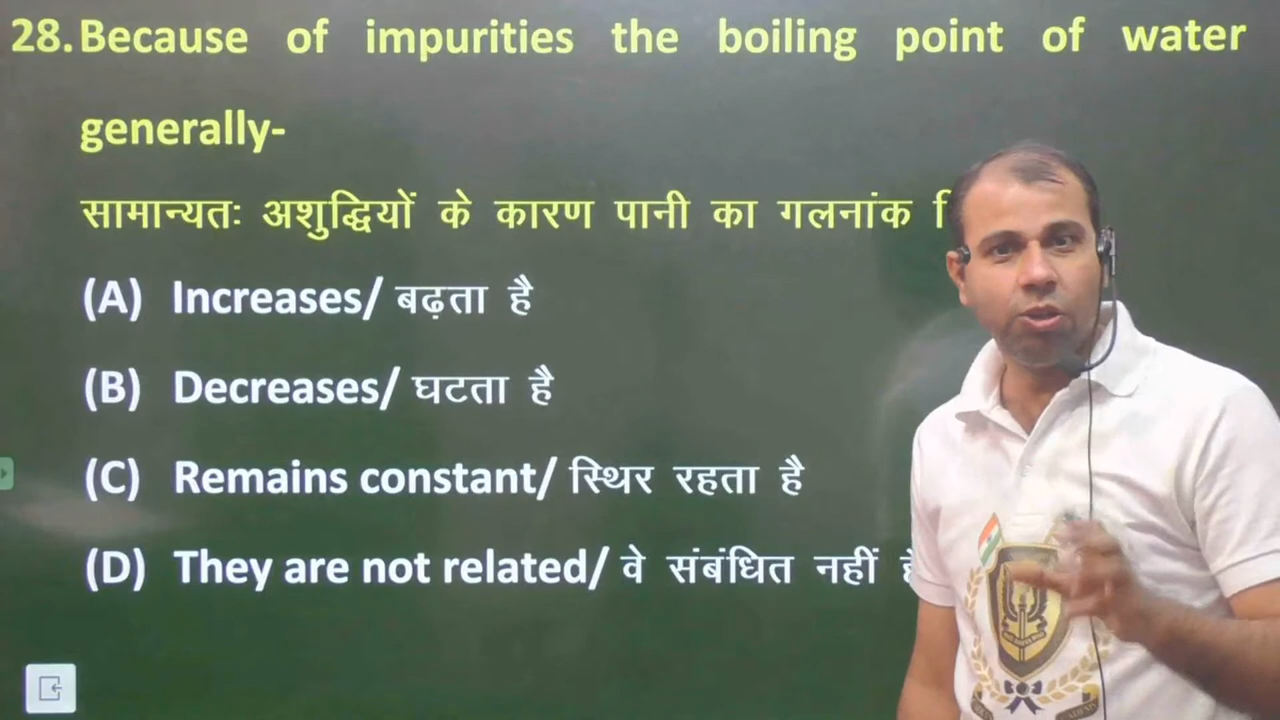 28. Because of impurities the boiling point of water
generally-
सामान्यतः अशुद्धियों के कारण पानी का गलनांक
(A) Increases/ बढ़ता है
(B) Decreases/ घटता है
(C) Remains constant/ स्थिर रहता है
(D) They are not related/ वे संबंधित नहीं